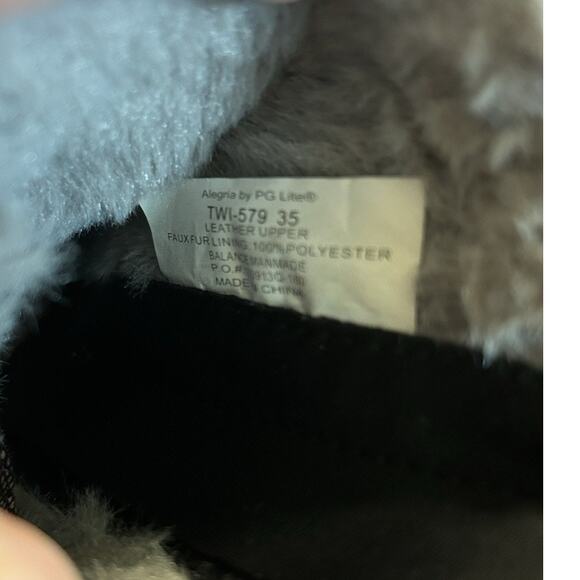 Alegria by PG Lite®
TWI-579 35
LEATHER UPPER
FAUX FUR LINING 100% POLYESTER
BALANCE MANMADE
P.O.#
MADE IN CHINA